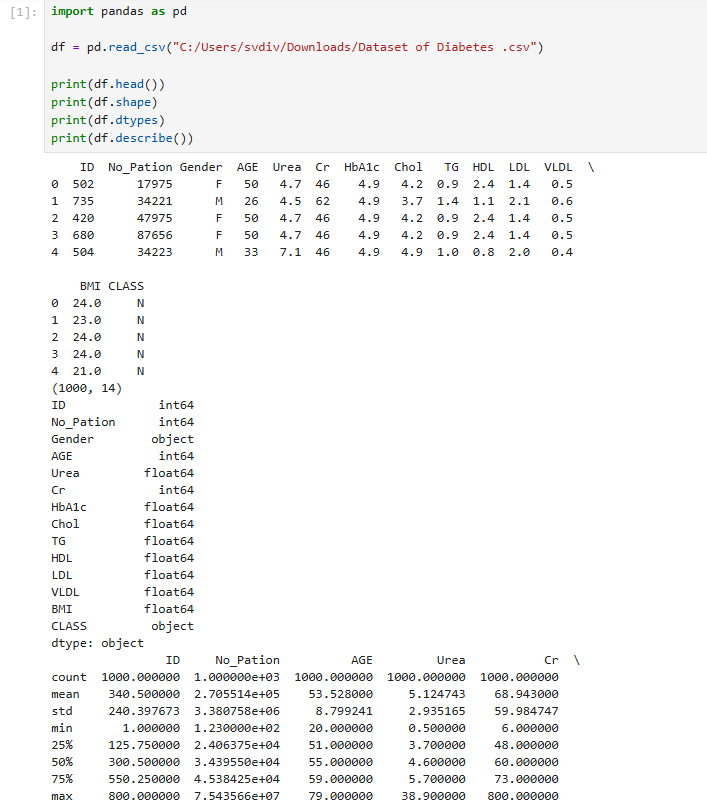 [1]: import pandas as pd
df = pd.read_csv("C:/Users/svdiv/Downloads/Dataset of Diabetes .csv")
print(df.head())
print(df.shape)
print(df.dtypes)
print(df.describe())
ID No_Pation Gender AGE Urea Cr HbA1c Chol TG HDL LDL VLDL \
0 502 17975 F 50 4.7 46 4.9 4.2 0.9 2.4 1.4 0.5
1 735 34221 M 26 4.5 62 4.9 3.7 1.4 1.1 2.1 0.6
2 420 47975 F 50 4.7 46 4.9 4.2 0.9 2.4 1.4 0.5
3 680 87656 F 50 4.7 46 4.9 4.2 0.9 2.4 1.4 0.5
4 504 34223 M 33 7.1 46 4.9 4.9 1.0 0.8 2.0 0.4
BMI CLASS
0 24.0 N
1 23.0 N
2 24.0 N
3 24.0 N
4 21.0 N
(1000, 14)
ID int64
No_Pation int64
Gender object
AGE int64
Urea float64
Cr int64
HbA1c float64
Chol float64
TG float64
HDL float64
LDL float64
VLDL float64
BMI float64
CLASS object
dtype: object
ID No_Pation AGE Urea Cr \
count 1000.000000 1.000000e+03 1000.000000 1000.000000 1000.000000
mean 340.500000 2.705514e+05 53.528000 5.124743 68.943000
std 240.397673 3.380758e+06 8.799241 2.935165 59.984747
min 1.000000 1.230000e+02 20.000000 0.500000 6.000000
25% 125.750000 2.406375e+04 51.000000 3.700000 48.000000
50% 300.500000 3.439550e+04 55.000000 4.600000 60.000000
75% 550.250000 4.538425e+04 59.000000 5.700000 73.000000
max 800.000000 7.543566e+07 79.000000 38.900000 800.000000